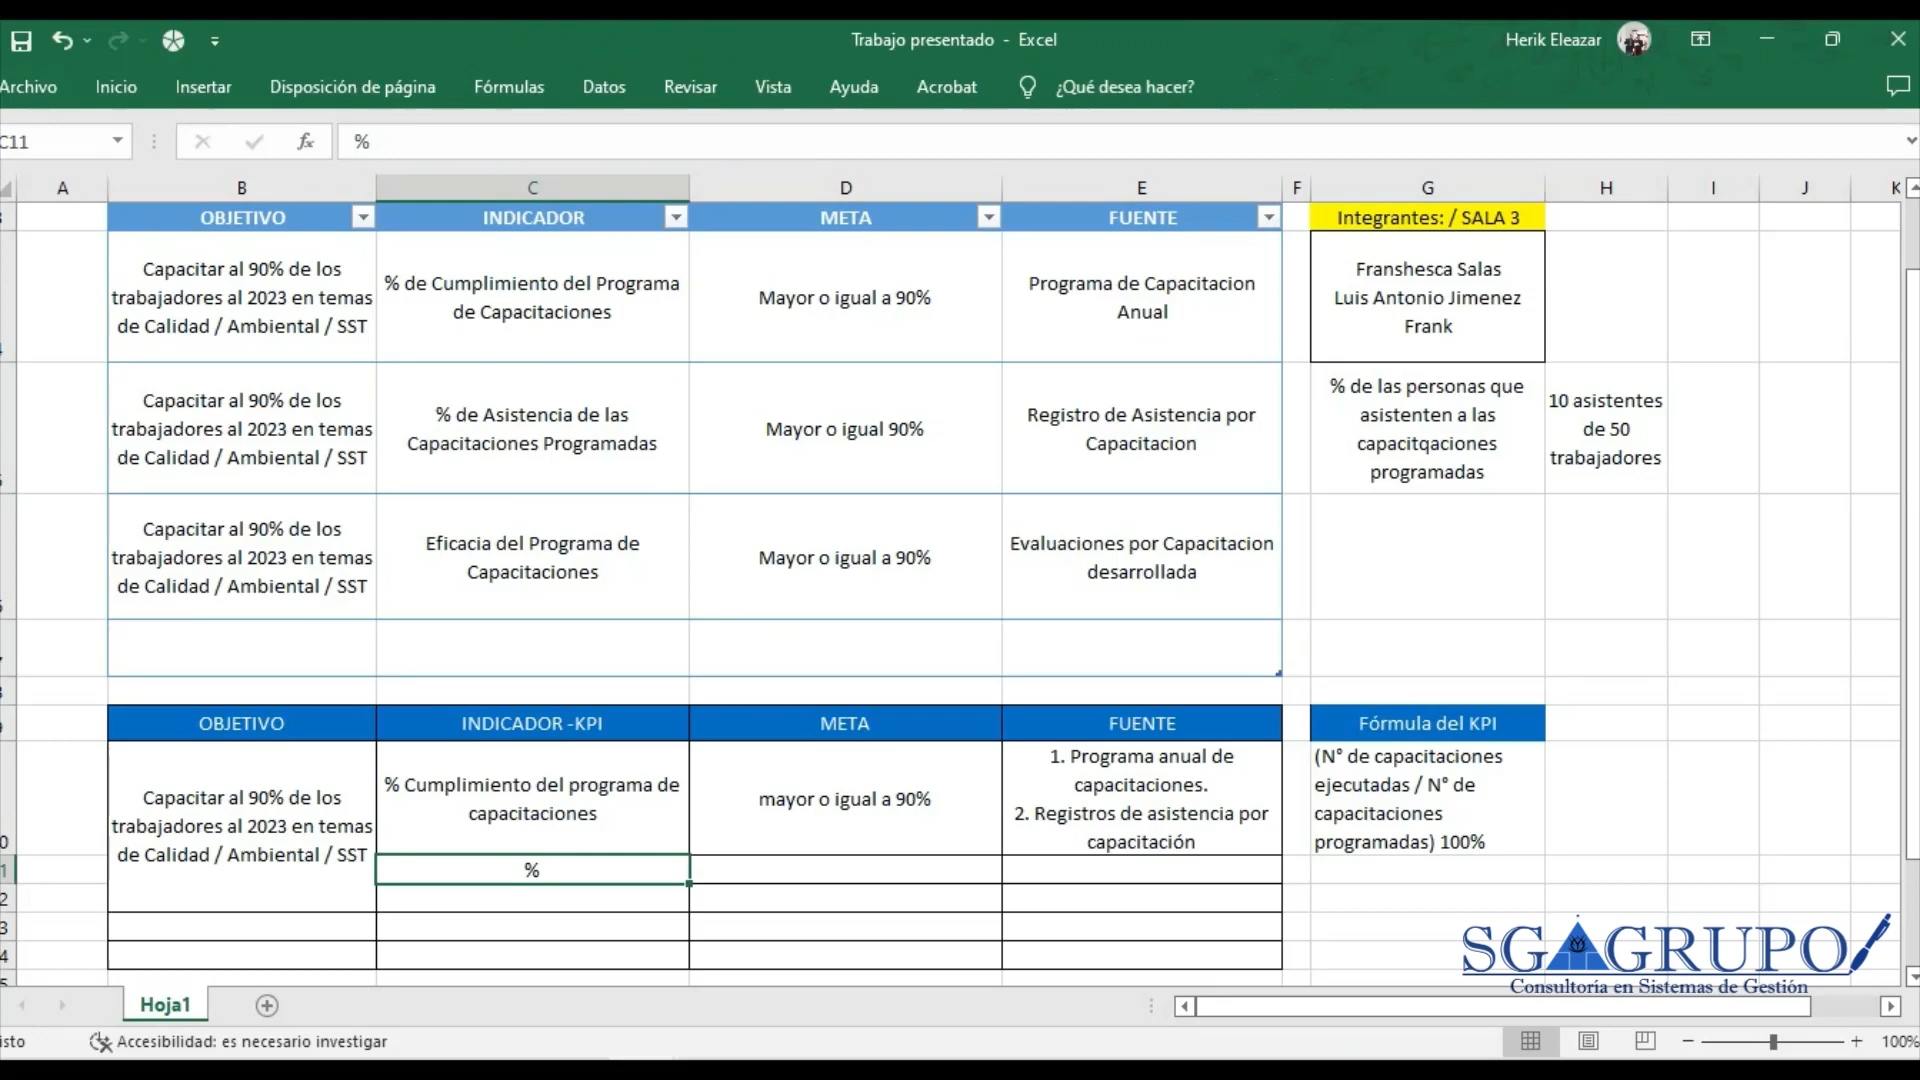 Trabajo presentado - Excel
Herik Eleazar
Archivo Inicio Insertar Disposición de página Fórmulas Datos Revisar Vista Ayuda Acrobat ¿Qué desea hacer?
C11
fx
%
A B C D E F G H I J K
OBJETIVO INDICADOR META FUENTE
Integrantes: / SALA 3
Capacitar al 90% de los
trabajadores al 2023 en temas
de Calidad / Ambiental / SST
% de Cumplimiento del Programa
de Capacitaciones
Mayor o igual a 90%
Programa de Capacitacion
Anual
Franshesca Salas
Luis Antonio Jimenez
Frank
Capacitar al 90% de los
trabajadores al 2023 en temas
de Calidad / Ambiental / SST
% de Asistencia de las
Capacitaciones Programadas
Mayor o igual 90%
Registro de Asistencia por
Capacitacion
% de las personas que
asistenten a las
capacitqaciones
programadas
10 asistentes
de 50
trabajadores
Capacitar al 90% de los
trabajadores al 2023 en temas
de Calidad / Ambiental / SST
Eficacia del Programa de
Capacitaciones
Mayor o igual a 90%
Evaluaciones por Capacitacion
desarrollada
OBJETIVO INDICADOR -KPI META FUENTE
Fórmula del KPI
Capacitar al 90% de los
trabajadores al 2023 en temas
de Calidad / Ambiental / SST
% Cumplimiento del programa de
capacitaciones
mayor o igual a 90%
1. Programa anual de
capacitaciones.
2. Registros de asistencia por
capacitación
(N° de capacitaciones
ejecutadas / N° de
capacitaciones
programadas) 100%
%
SGAGRUPO
Consultoría en Sistemas de Gestión
Hoja1
Accesibilidad: es necesario investigar
100%